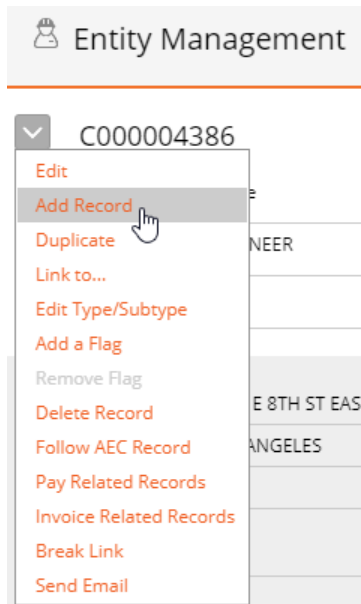 Entity Management
C000004386
Edit
Add Record
Duplicate
NEER
Link to...
Edit Type/Subtype
Add a Flag
Remove Flag
E 8TH ST EAS
Delete Record
Follow AEC Record
ANGELES
Pay Related Records
Invoice Related Records
Break Link
Send Email